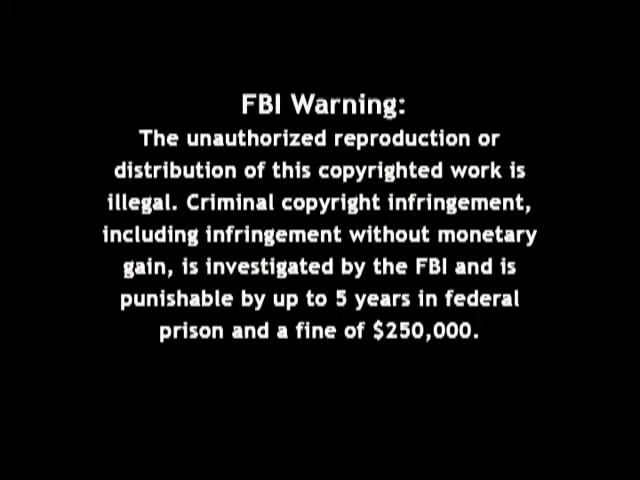 FBI Warning:
The unauthorized reproduction or
distribution of this copyrighted work is
illegal. Criminal copyright infringement,
including infringement without monetary
gain, is investigated by the FBI and is
punishable by up to 5 years in federal
prison and a fine of $250,000.